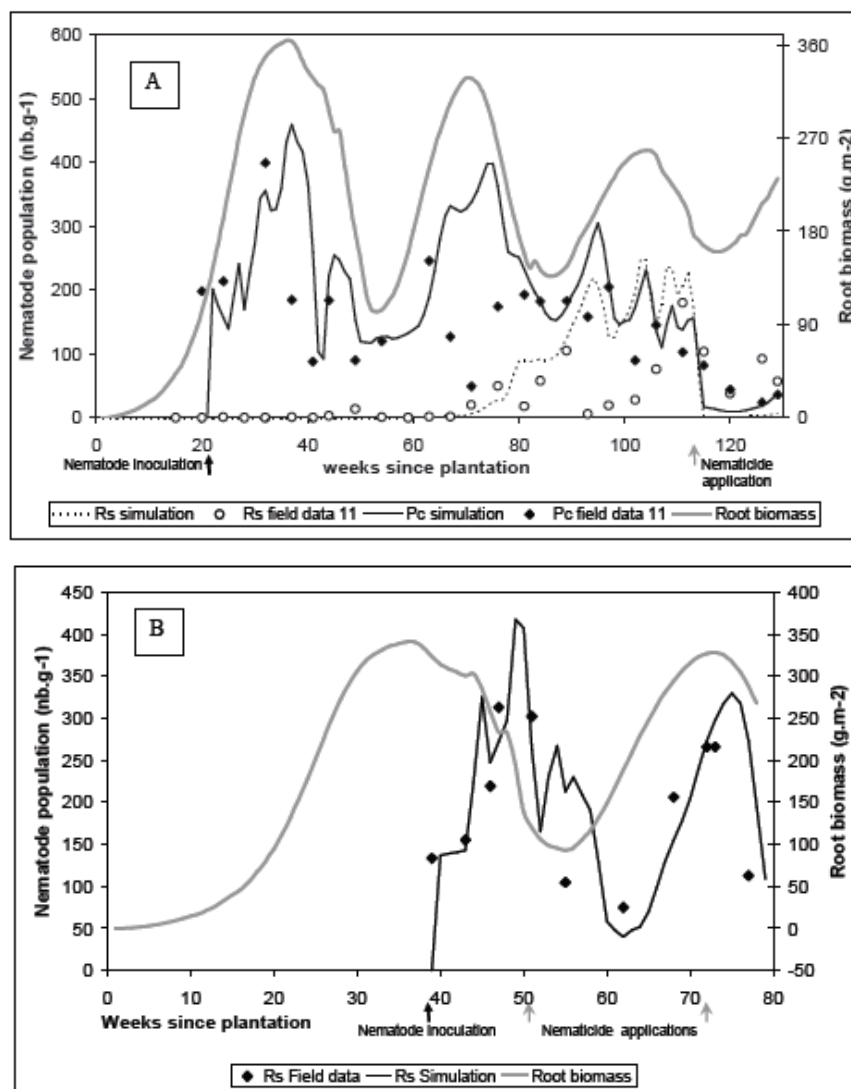 A
Nematode population (nb.g-1)
600
500
400
300
200
100
0
0
20
40
60
80
100
120
360
270
180
90
0
Root biomass (g.m-2)
Nematode inoculation
weeks since plantation
Nematicide
application
Rs simulation
Rs field data 11
Pc simulation
Pc field data 11
Root biomass
B
Nematode population (nb.g-1)
450
400
350
300
250
200
150
100
50
0
0
10
20
30
40
50
60
70
80
400
350
300
250
200
150
100
50
0
-50
Root biomass (g.m-2)
Weeks since plantation
Nematode inoculation
Nematicide applications
Rs Field data
Rs Simulation
Root biomass